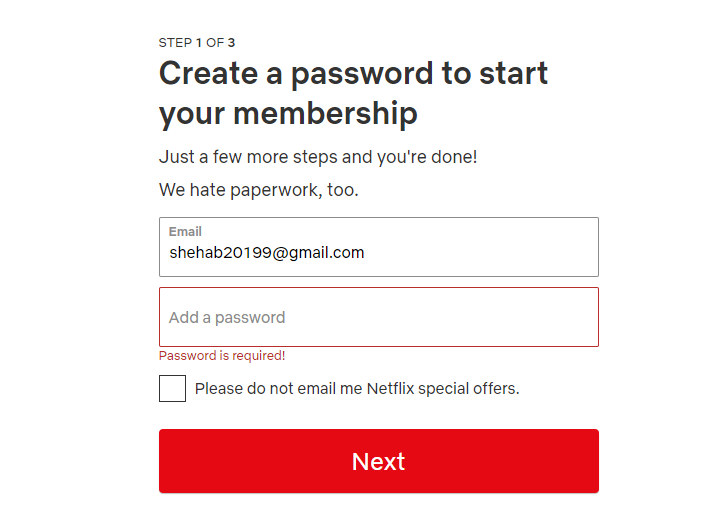 STEP 1 OF 3
Create a password to start
your membership
Just a few more steps and you're done!
We hate paperwork, too.
Email
shehab20199@gmail.com
Add a password
Password is required!
Please do not email me Netflix special offers.
Next